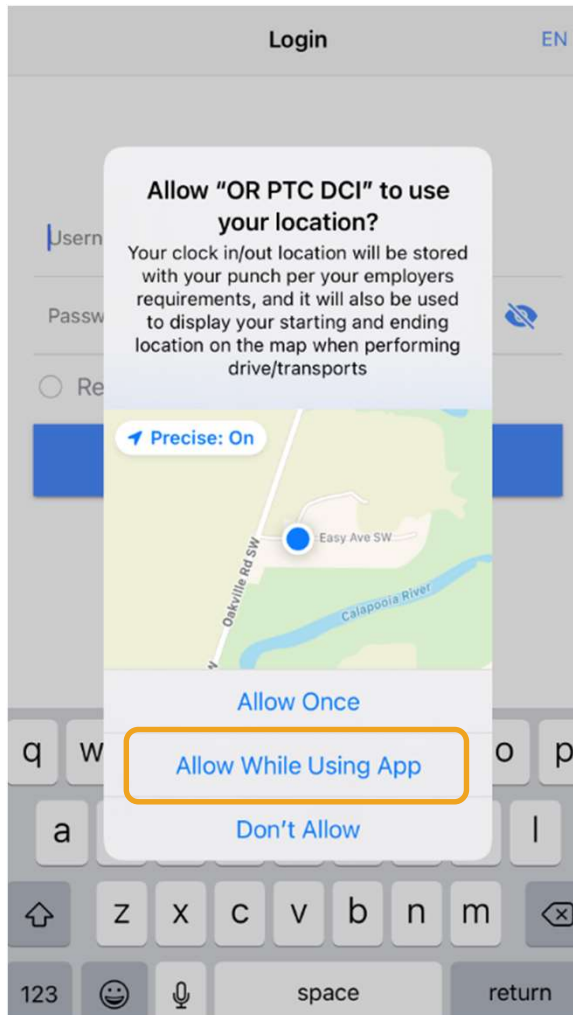 Login
EN
Allow “OR PTC DCI” to use
your location?
Your clock in/out location will be stored
with your punch per your employers
requirements, and it will also be used
to display your starting and ending
location on the map when performing
drive/transports
Usern
Passw
Re
Precise: On
Easy Ave SW
Oakville Rd SW
Calapooia River
W
Allow Once
Allow While Using App
Don’t Allow
q w o p
a l
z x c v b n m
123 space return